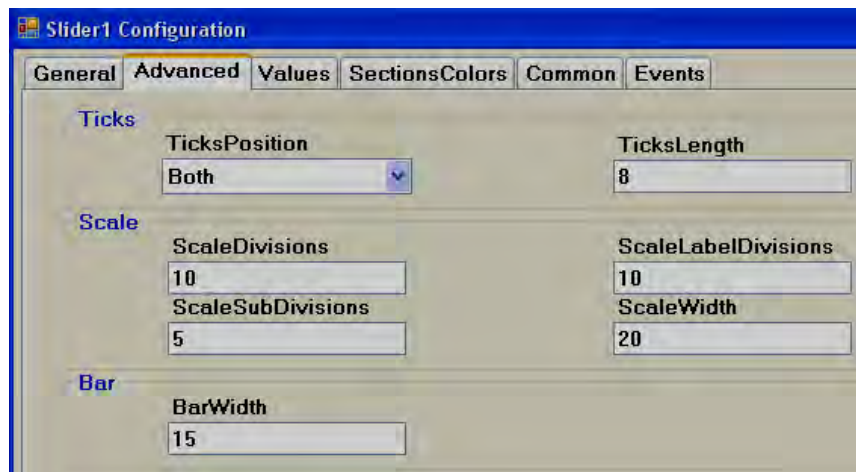 Slider1 Configuration
General Advanced Values SectionsColors Common Events
Ticks
TicksPosition TicksLength
Both 8
Scale
ScaleDivisions ScaleLabelDivisions
10 10
ScaleSubDivisions ScaleWidth
5 20
Bar
BarWidth
15